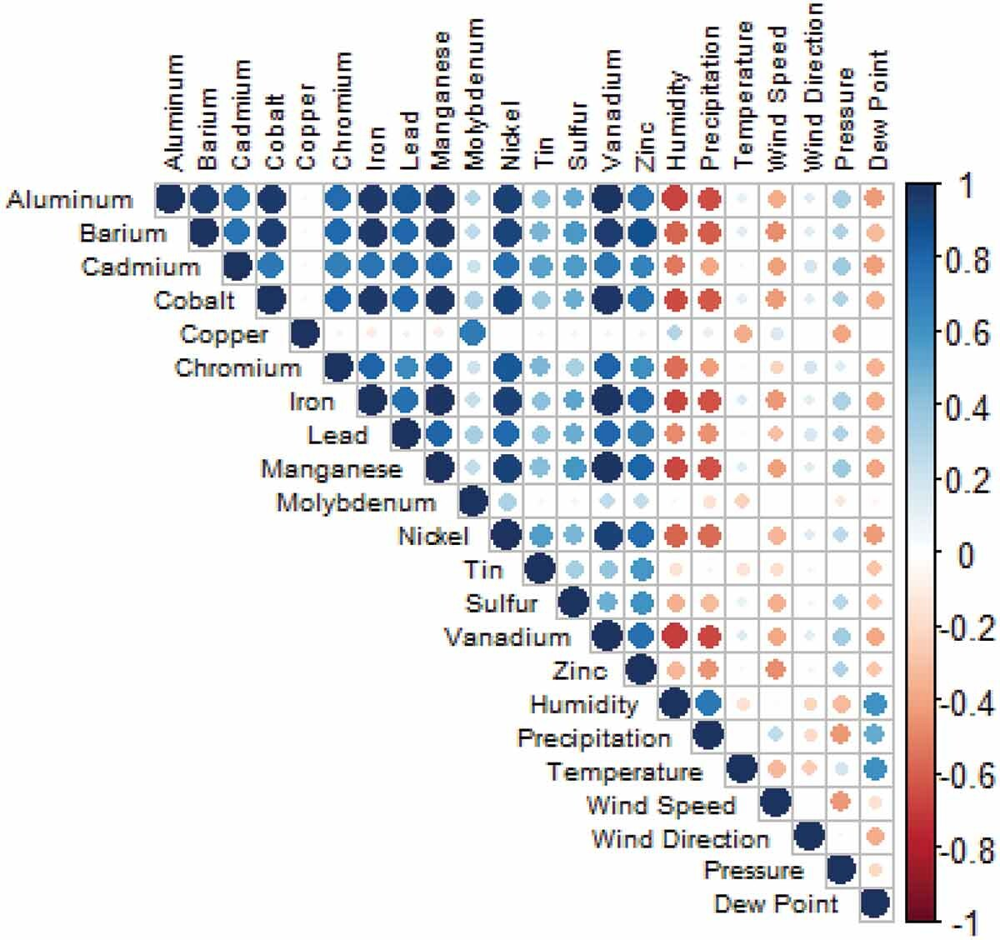 Aluminum
Barium
Cadmium
Cobalt
Copper
Chromium
Iron
Lead
Manganese
Molybdenum
Nickel
Tin
Sulfur
Vanadium
Zinc
Humidity
Precipitation
Temperature
Wind Speed
Wind Direction
Pressure
Dew Point
Aluminum
Barium
Cadmium
Cobalt
Copper
Chromium
Iron
Lead
Manganese
Molybdenum
Nickel
Tin
Sulfur
Vanadium
Zinc
Humidity
Precipitation
Temperature
Wind Speed
Wind Direction
Pressure
Dew Point
1
0.8
0.6
0.4
0.2
0
-0.2
-0.4
-0.6
-0.8
-1